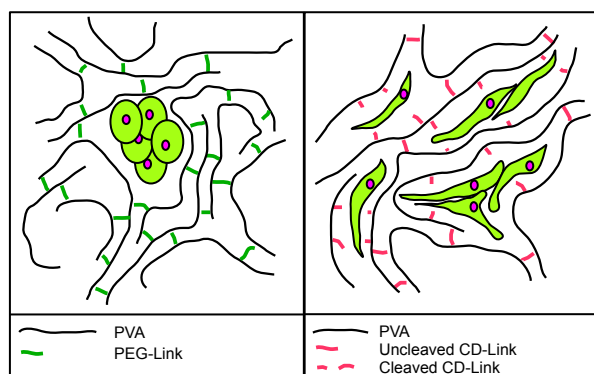 PVA
PEG-Link
PVA
Uncleaved CD-Link
Cleaved CD-Link